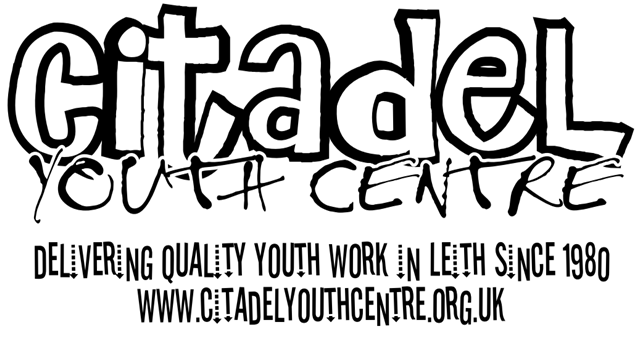 citadel
YOUTH CENTRE
DELiVERiNG QUALiTY YOUTH WORK iN LEiTH SiNCE 1980
WWW.CiTADELYOUTHCENTRE.ORG.UK